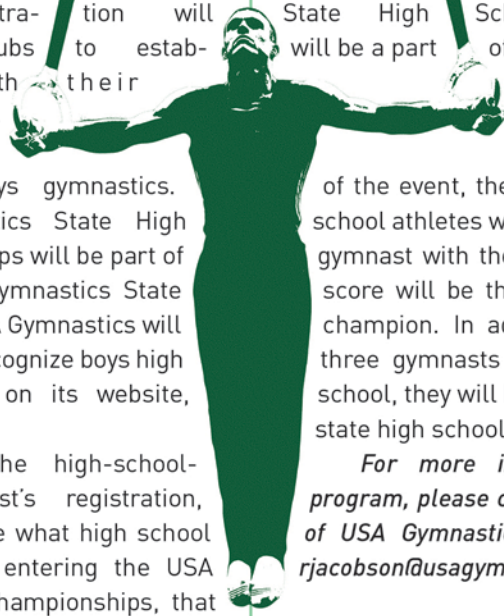 tra- tion will
ubs to estab-
th their
ys gymnastics.
ics State High
ps will be part of
ymnastics State
Gymnastics will
cognize boys high
on its website,
he high-school-
st's registration,
e what high school
entering the USA
hampionships, that
State High Sc
will be a part o
of the event, the
school athletes w
gymnast with the
score will be th
champion. In a
three gymnasts
school, they will
state high school
For more i
program, please c
of USA Gymnasti
rjacobson@usagym